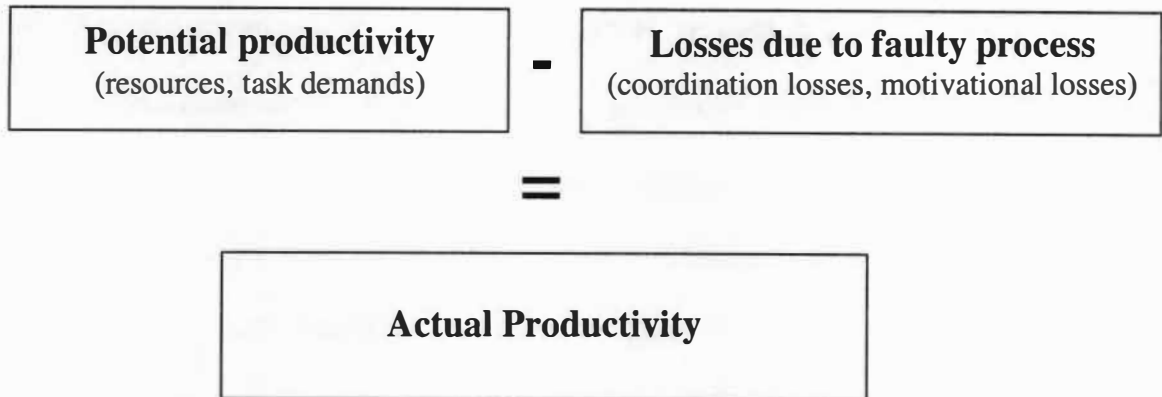 Potential productivity
(resources, task demands)
-
Losses due to faulty process
(coordination losses, motivational losses)
=
Actual Productivity